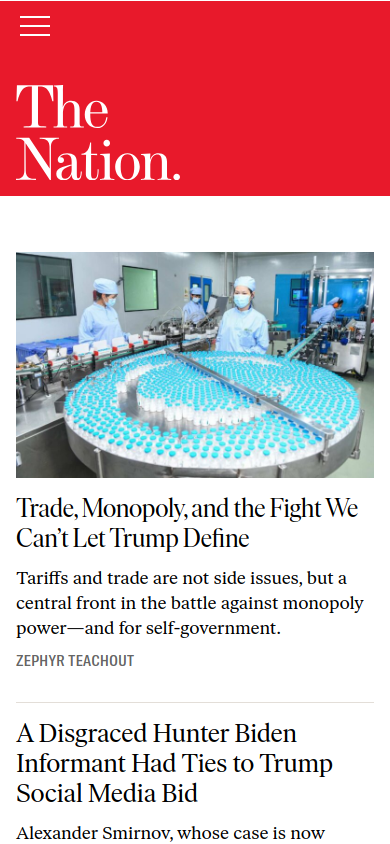 The
Nation.
Trade, Monopoly, and the Fight We
Can’t Let Trump Define
Tariffs and trade are not side issues, but a
central front in the battle against monopoly
power—and for self-government.
ZEPHYR TEACHOUT
A Disgraced Hunter Biden
Informant Had Ties to Trump
Social Media Bid
Alexander Smirnov, whose case is now